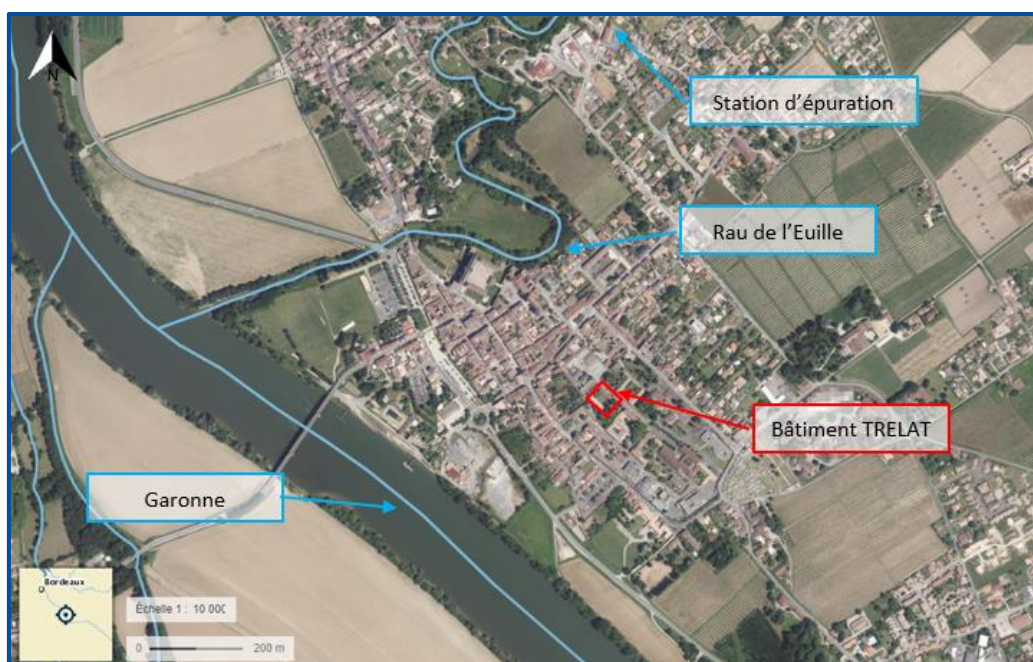 N
Station d'épuration
Rau de l'Euille
Bâtiment TRELAT
Garonne
Bordeaux
Échelle 1 : 10 000
0 200 m